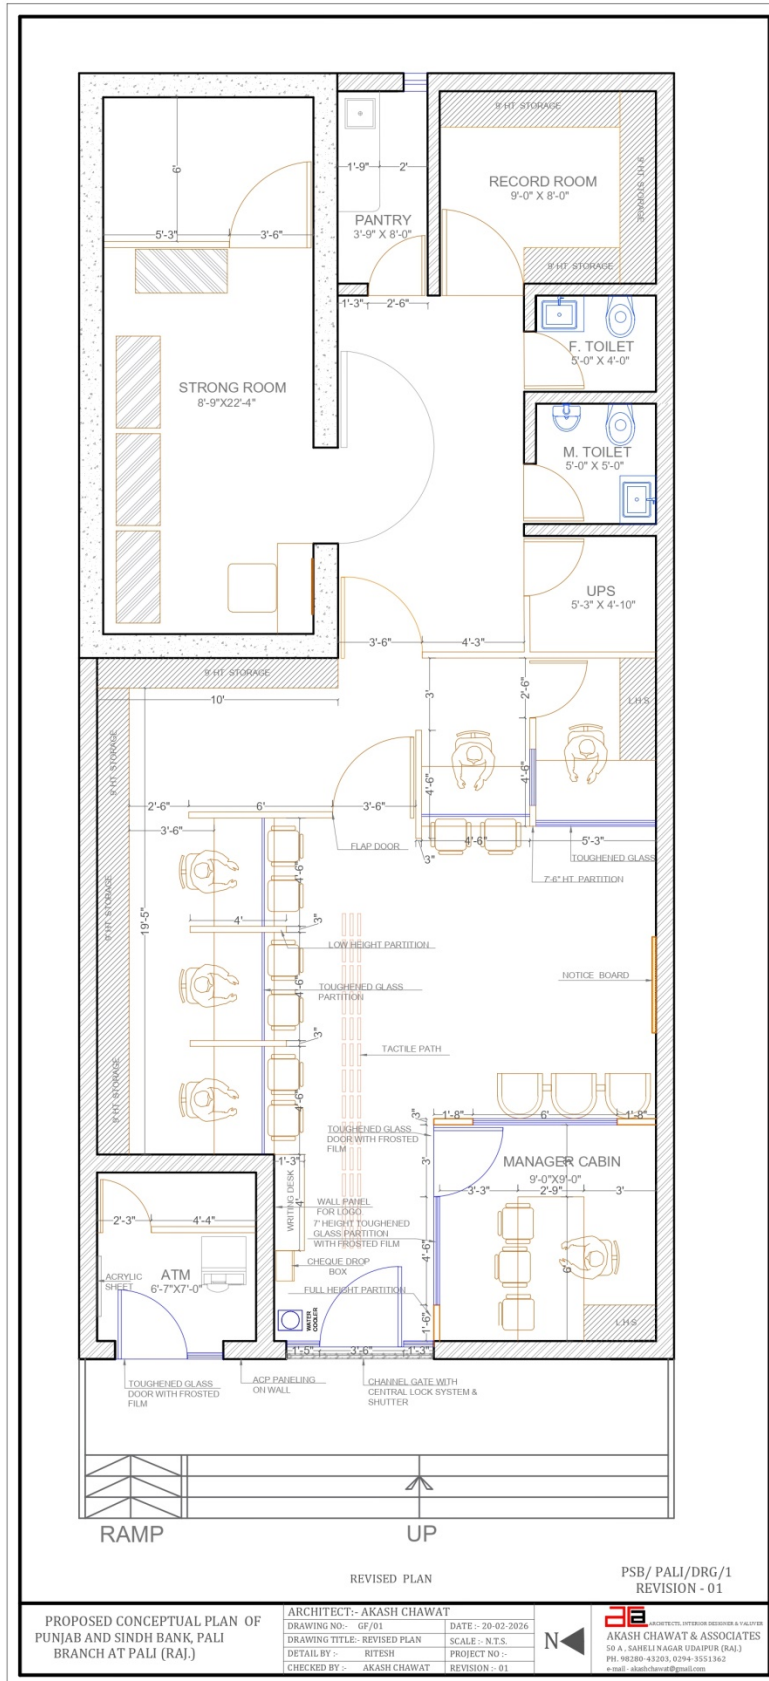 9' HT. STORAGE
9' HT. STORAGE
6'
1'-9"
2'
RECORD ROOM
9'-0" X 8'-0"
PANTRY
3'-9" X 8'-0"
5'-3"
3'-6"
9' HT. STORAGE
1'-3"
2'-6"
F. TOILET
5'-0" X 4'-0"
STRONG ROOM
8'-9"X22'-4"
M. TOILET
5'-0" X 5'-0"
UPS
5'-3" X 4'-10"
3'-6"
4'-3"
9' HT. STORAGE
10'
3'
2'-6"
L.H.S.
9' HT. STORAGE
4'-6"
4'-6"
2'-6"
6'
3'-6"
3'-6"
FLAP DOOR
4'-6"
5'-3"
3"
TOUGHENED GLASS
7'-6" HT. PARTITION
4'-6"
9' HT. STORAGE
19'-5"
4'
3"
LOW HEIGHT PARTITION
TOUGHENED GLASS
PARTITION
4'-6"
NOTICE BOARD
3"
TACTILE PATH
9' HT. STORAGE
4'-6"
3"
1'-8"
6'
1'-8"
TOUGHENED GLASS
DOOR WITH FROSTED
FILM
1'-3"
3'
MANAGER CABIN
9'-0"X9'-0"
3'-3"
2'-9"
3'
WRITING DESK
4'
WALL PANEL
FOR LOGO
7' HEIGHT TOUGHENED
GLASS PARTITION
WITH FROSTED FILM
2'-3"
4'-4"
4'-6"
6'
CHEQUE DROP
BOX
ACRYLIC
SHEET
ATM
6'-7"X7'-0"
FULL HEIGHT PARTITION
WATER
COOLER
1'-6"
L.H.S.
1'-5"
3'-6"
1'-3"
TOUGHENED GLASS
DOOR WITH FROSTED
FILM
ACP PANELING
ON WALL
CHANNEL GATE WITH
CENTRAL LOCK SYSTEM &
SHUTTER
RAMP
UP
REVISED PLAN
PSB/ PALI/DRG/1
REVISION - 01
PROPOSED CONCEPTUAL PLAN OF
PUNJAB AND SINDH BANK, PALI
BRANCH AT PALI (RAJ.)
ARCHITECT:- AKASH CHAWAT
DRAWING NO:- GF/01
DATE :- 20-02-2026
DRAWING TITLE:- REVISED PLAN
SCALE :- N.T.S.
DETAIL BY :- RITESH
PROJECT NO :-
CHECKED BY :- AKASH CHAWAT
REVISION :- 01
N
aca
ARCHITECTS, INTERIOR DESIGNER & VALUVER
AKASH CHAWAT & ASSOCIATES
50 A , SAHELI NAGAR UDAIPUR (RAJ.)
PH. 98280-43203, 0294-3551362
e-mail - akashchawat@gmail.com